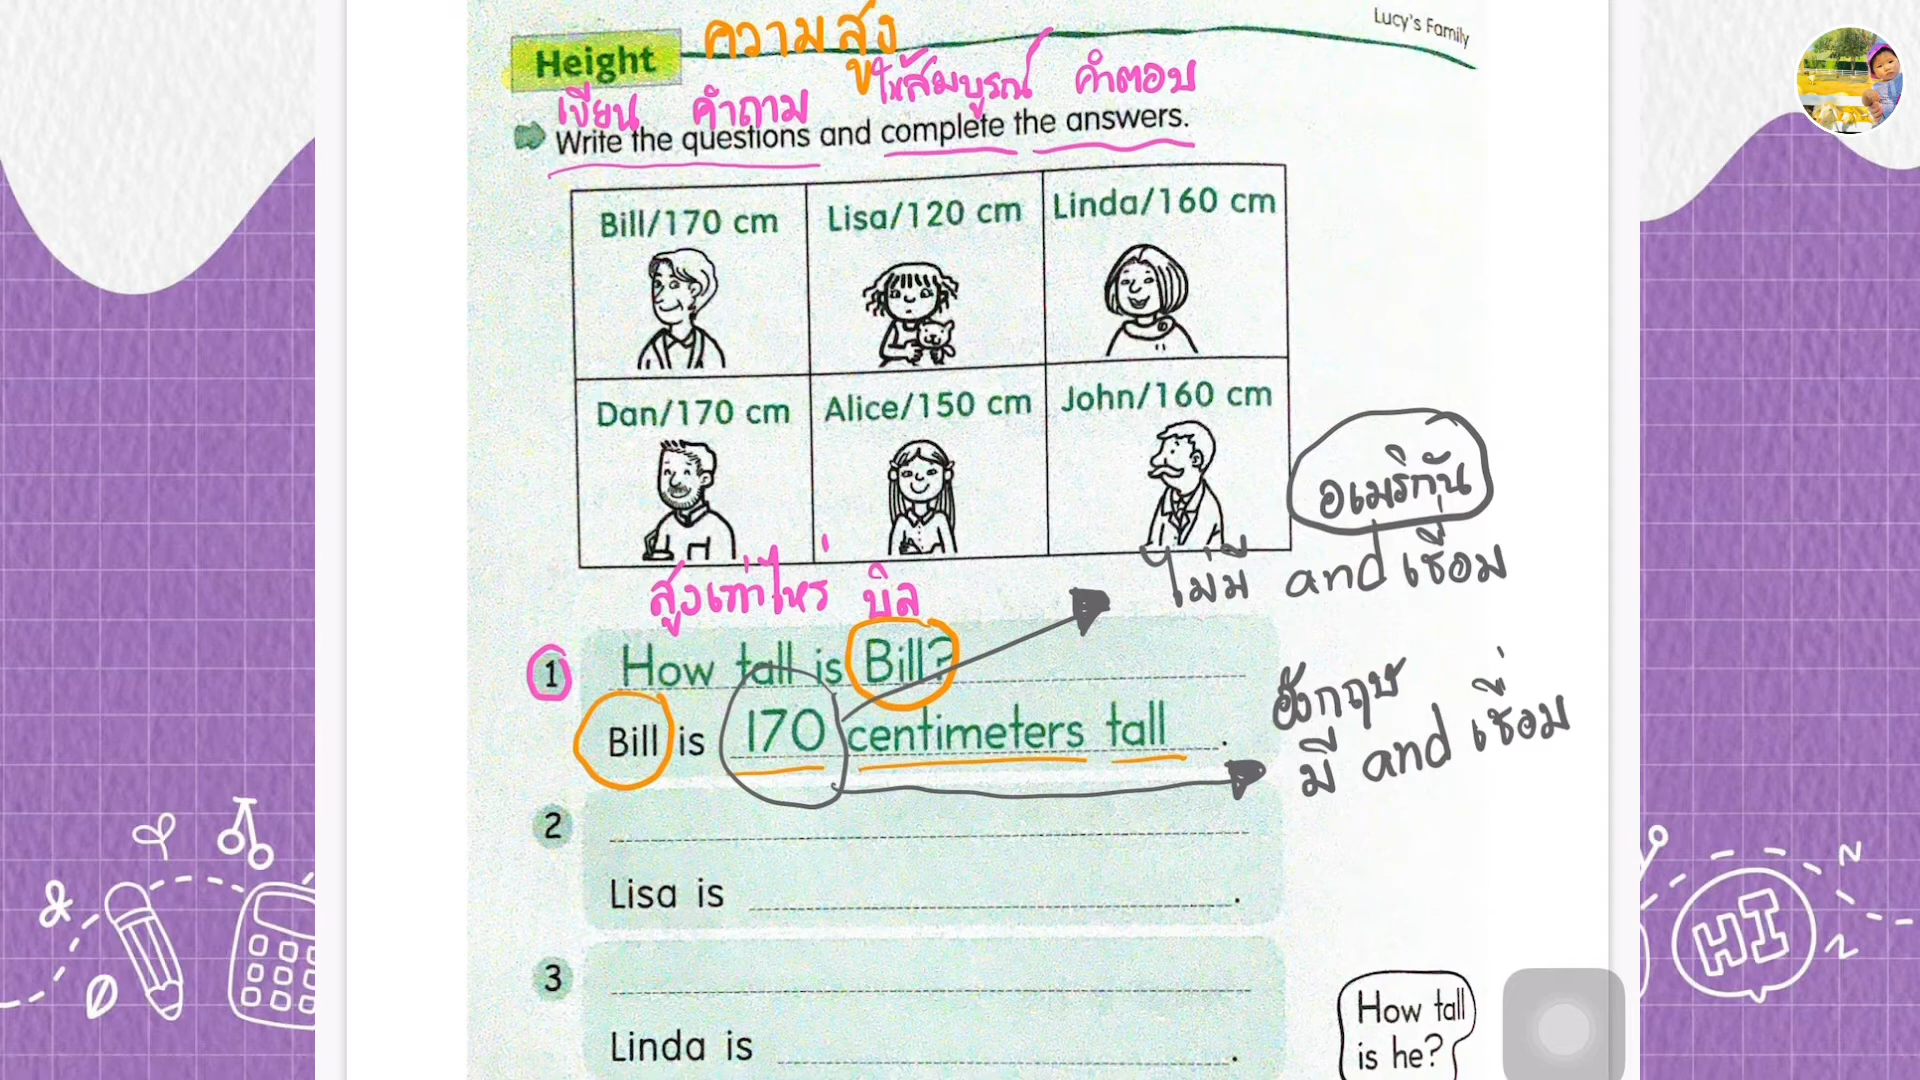 Lucy's Family
Height ความสูง
เขียน คำถาม ให้สมบูรณ์ คำตอบ
Write the questions and complete the answers.
Bill/170 cm Lisa/120 cm Linda/160 cm
Dan/170 cm Alice/150 cm John/160 cm
อเมริกัน
ไม่มี and เชื่อม
สูงเท่าไหร่ บิล
1 How tall is Bill?
Bill is 170 centimeters tall.
อังกฤษ
มี and เชื่อม
2
Lisa is .
3
Linda is .
How tall
is he?
HI
z
z